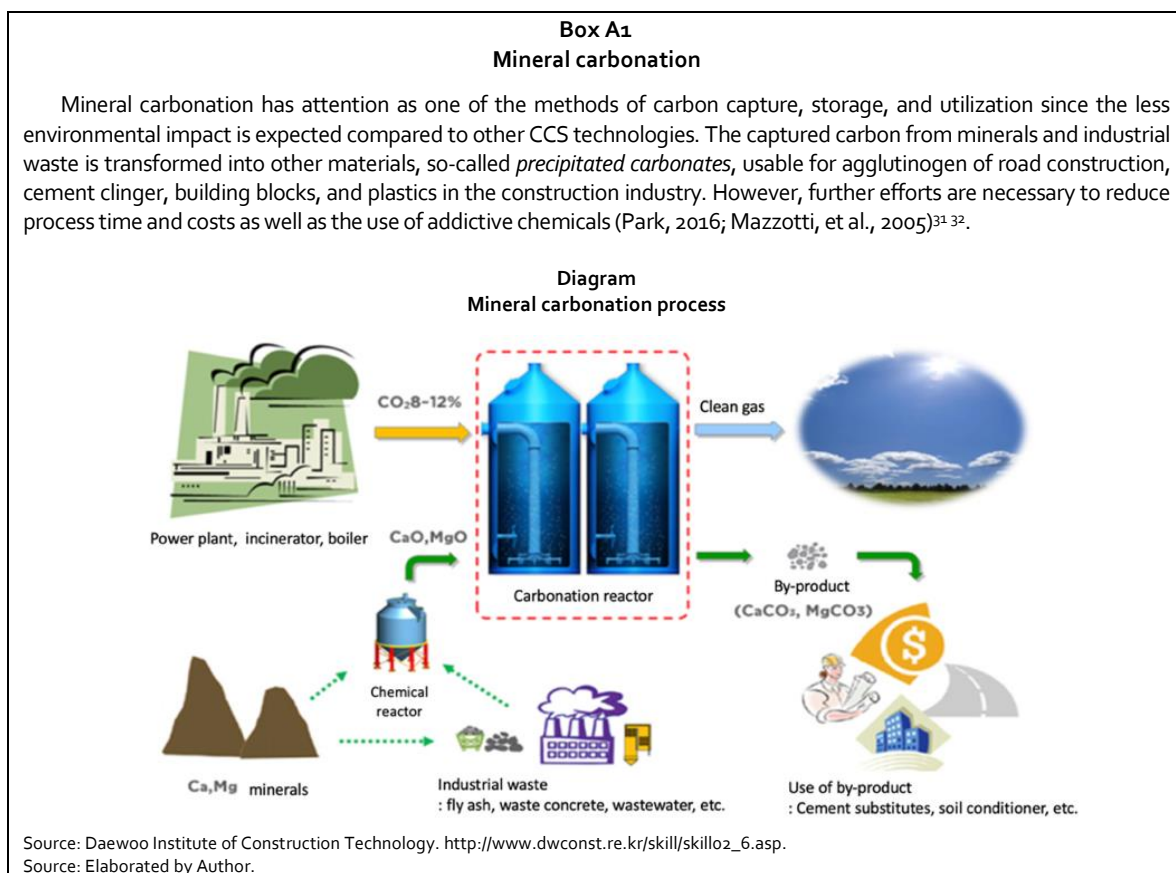 Box A1
Mineral carbonation
Mineral carbonation has attention as one of the methods of carbon capture, storage, and utilization since the less
environmental impact is expected compared to other CCS technologies. The captured carbon from minerals and industrial
waste is transformed into other materials, so-called precipitated carbonates, usable for agglutinogen of road construction,
cement clinger, building blocks, and plastics in the construction industry. However, further efforts are necessary to reduce
process time and costs as well as the use of addictive chemicals (Park, 2016; Mazzotti, et al., 2005)³¹ ³².
Diagram
Mineral carbonation process
CO₂8-12%
Clean gas
Power plant, incinerator, boiler
CaO,MgO
Carbonation reactor
By-product
(CaCO₃, MgCO3)
$
Chemical
reactor
Ca,Mg minerals
Industrial waste
: fly ash, waste concrete, wastewater, etc.
Use of by-product
: Cement substitutes, soil conditioner, etc.
Source: Daewoo Institute of Construction Technology. http://www.dwconst.re.kr/skill/skill02_6.asp.
Source: Elaborated by Author.